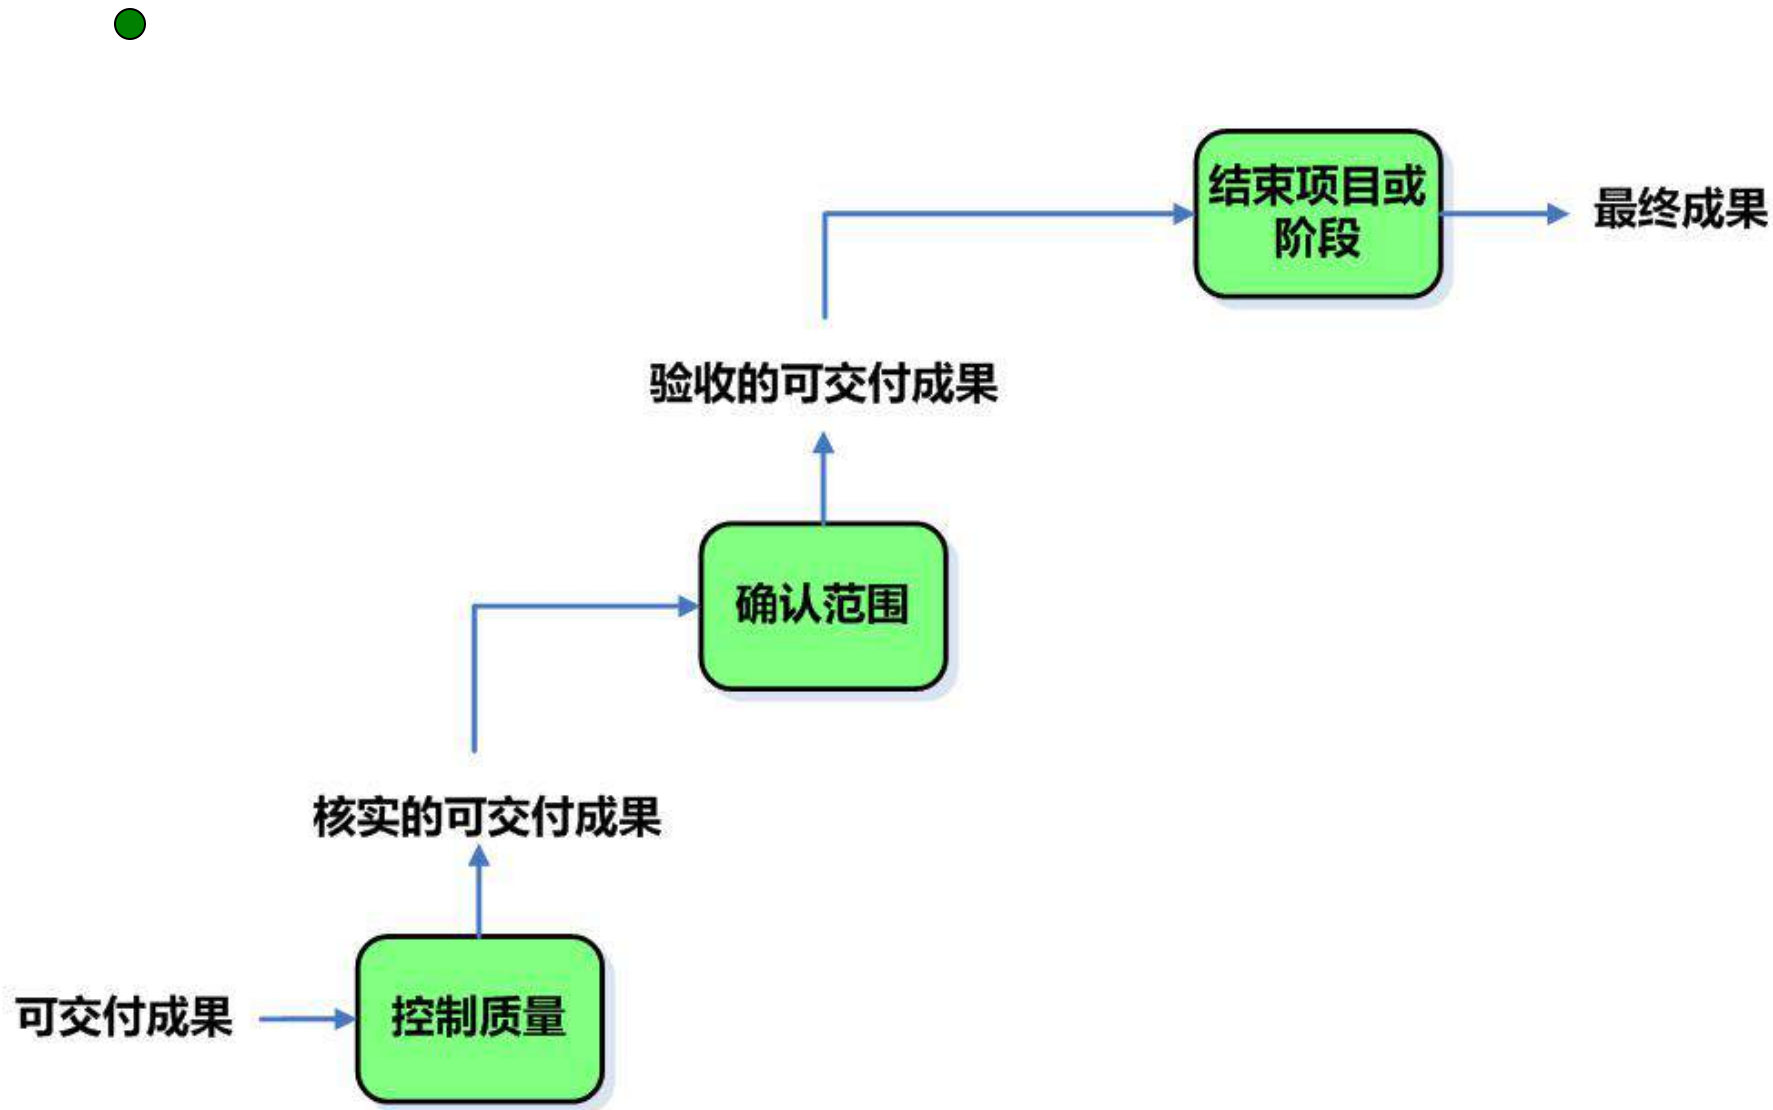 结束项目或
阶段
最终成果
验收的可交付成果
确认范围
核实的可交付成果
可交付成果
控制质量